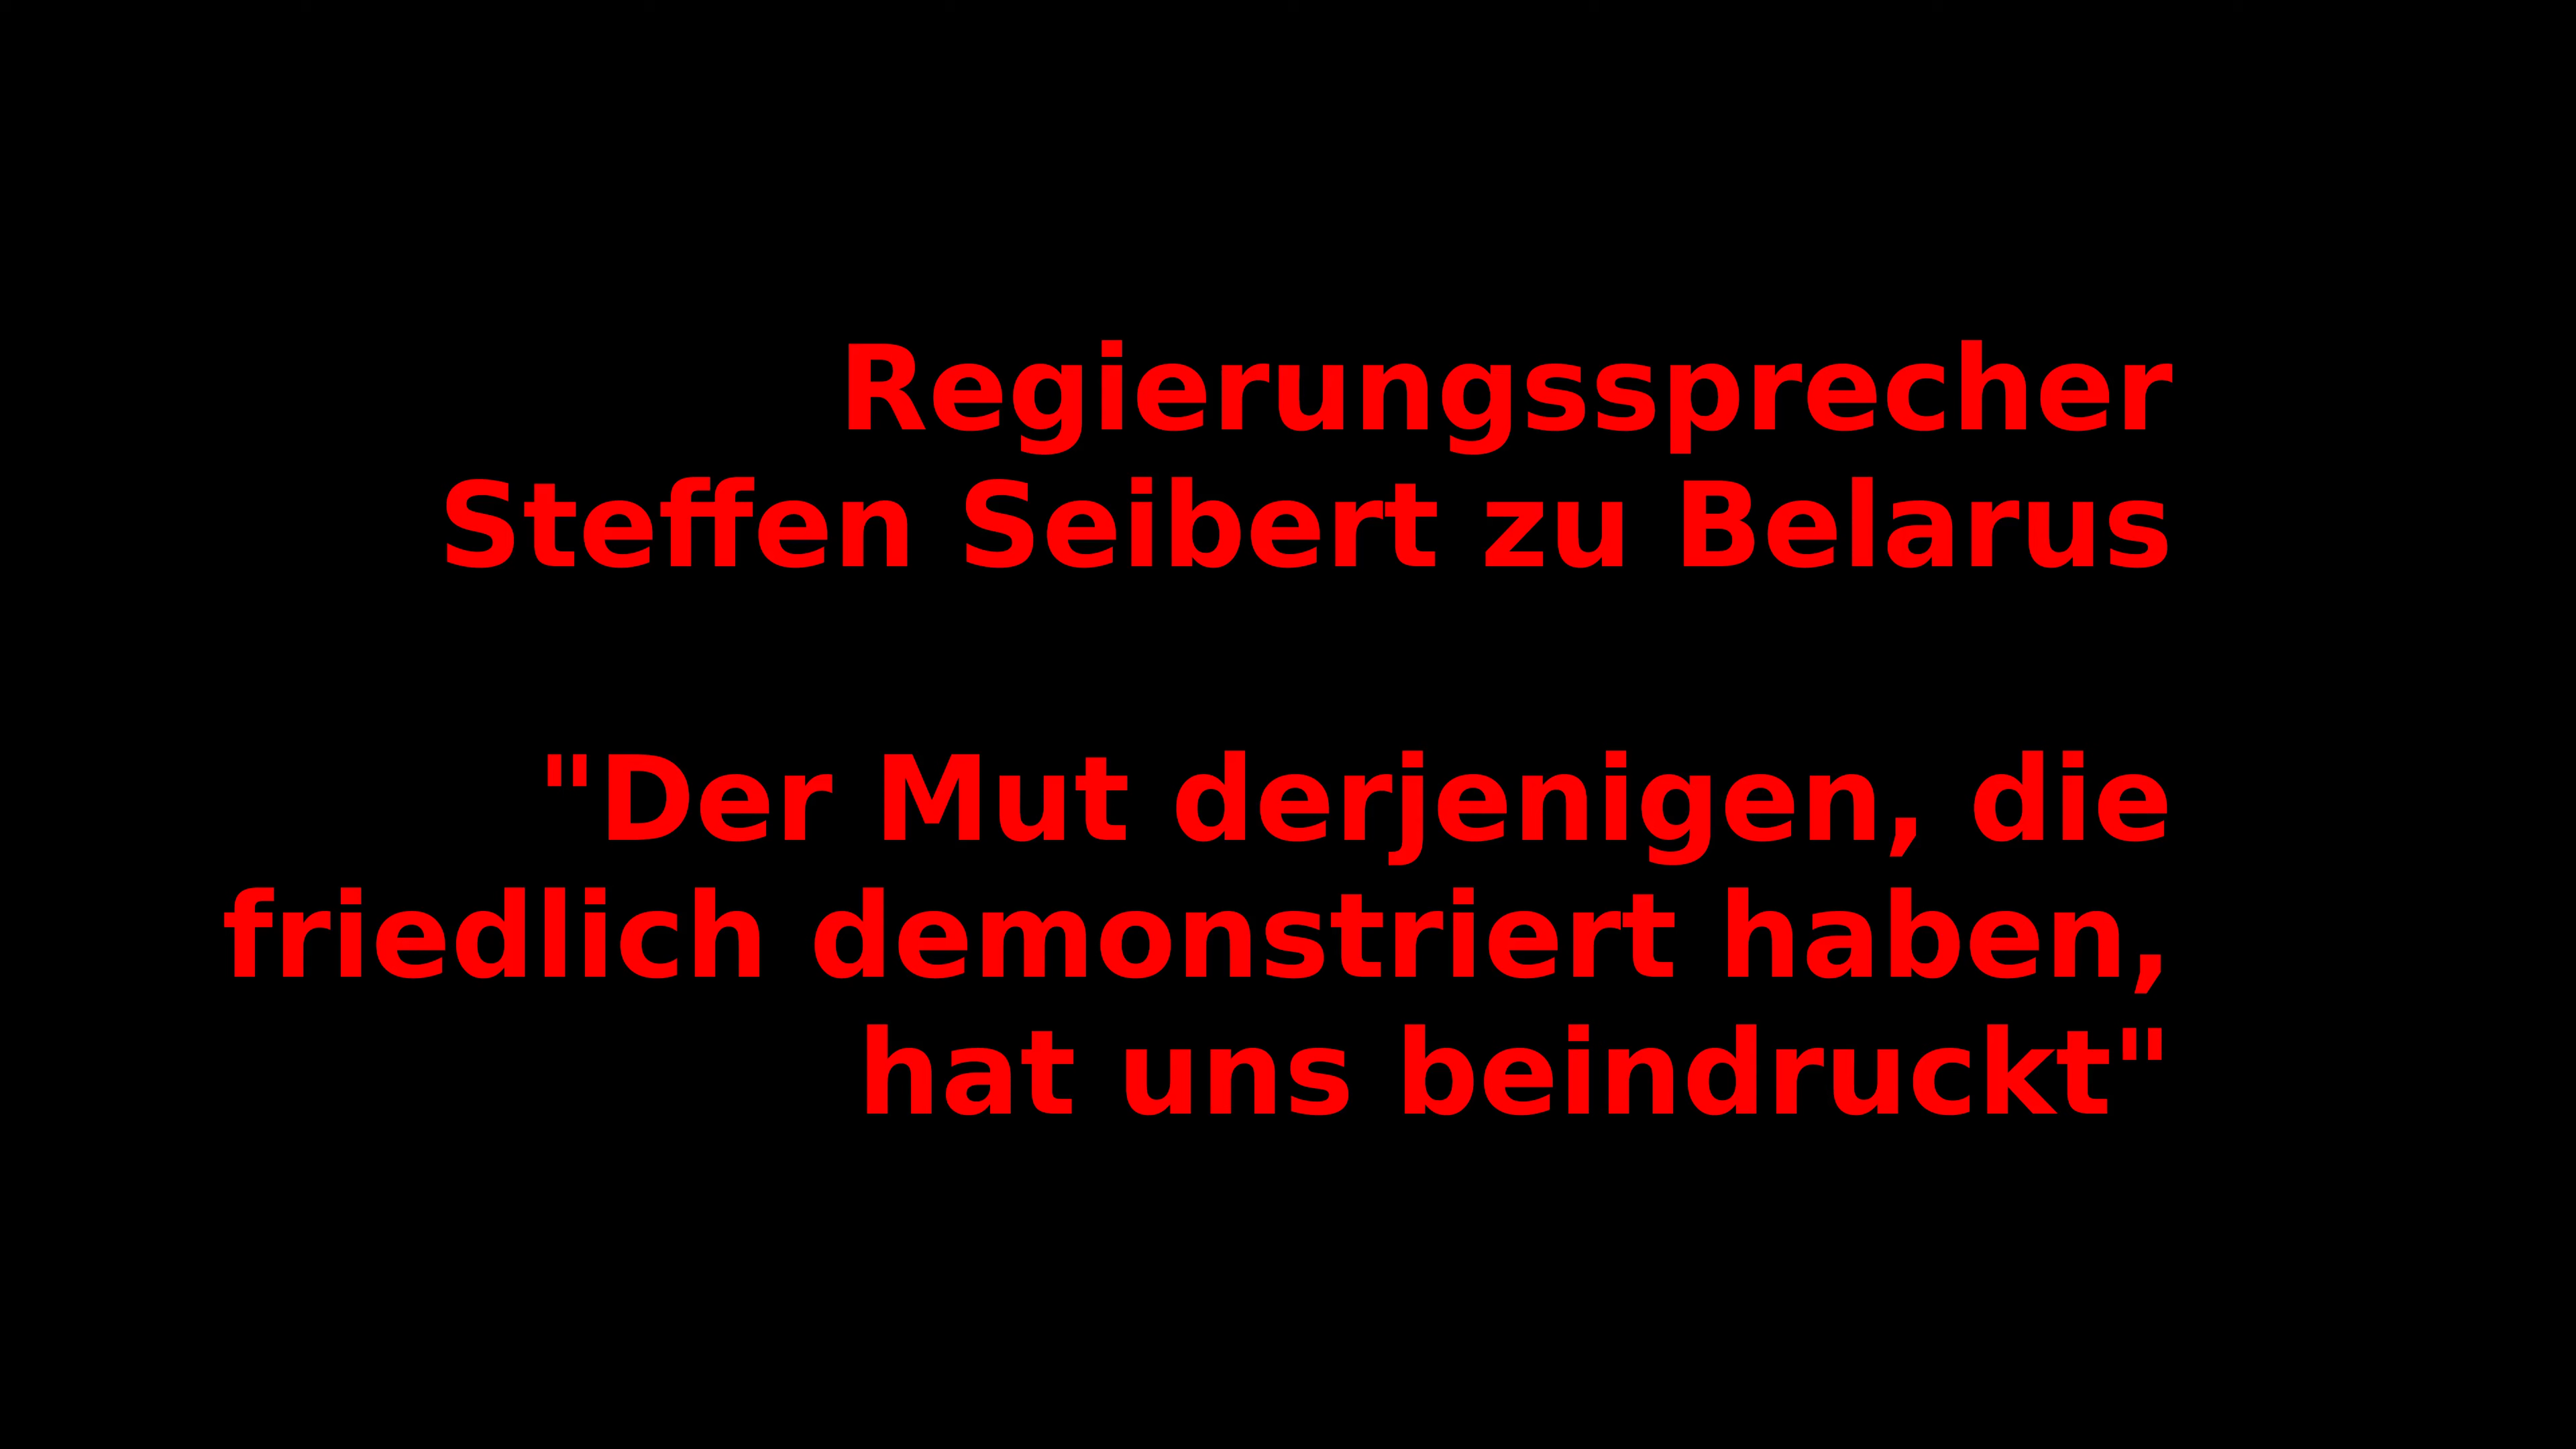 Regierungssprecher
Steffen Seibert zu Belarus
"Der Mut derjenigen, die
friedlich demonstriert haben,
hat uns beindruckt"